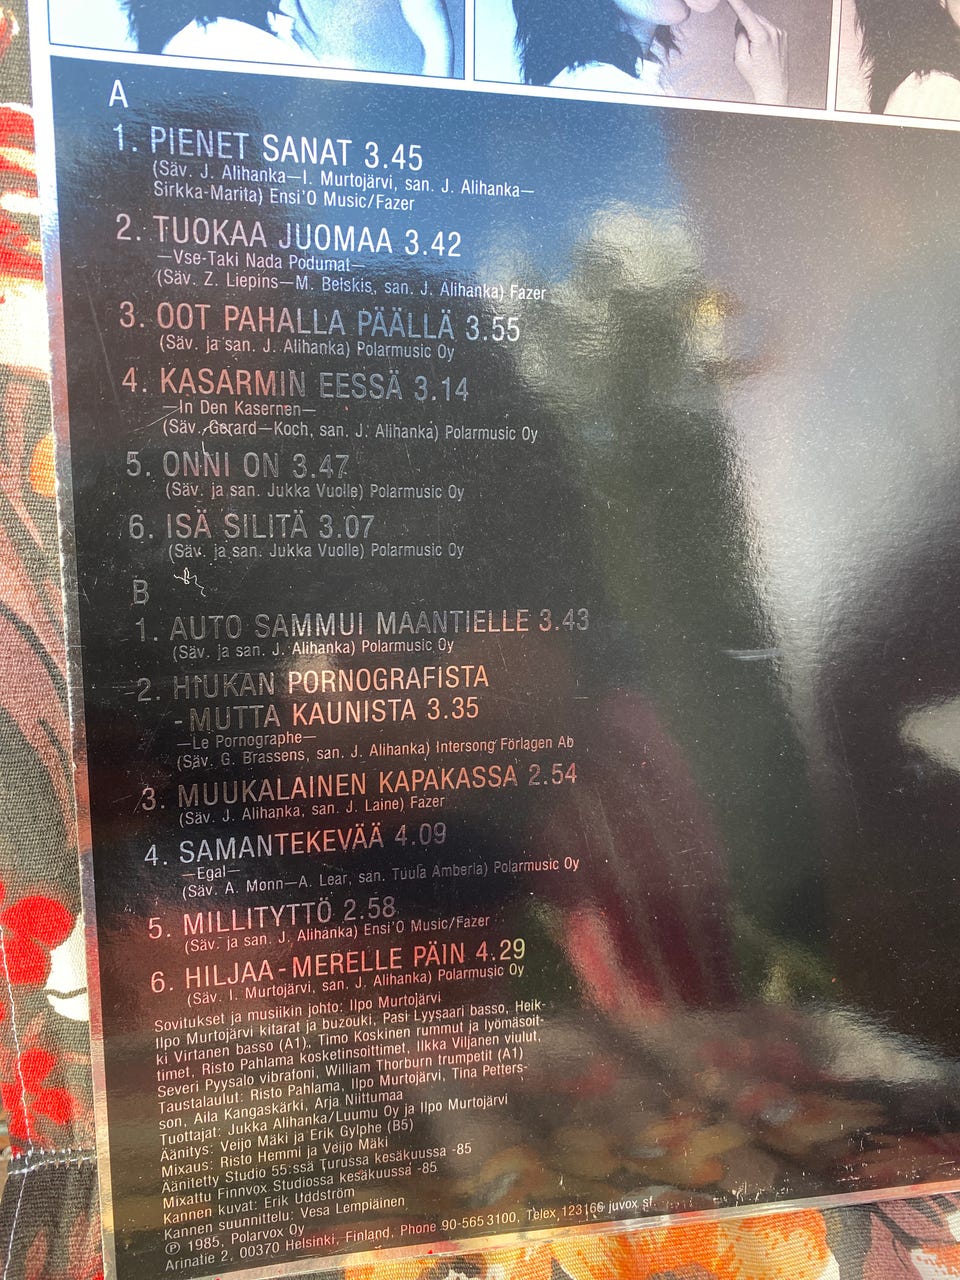 A
1. PIENET SANAT 3.45
(Säv. J. Alihanka—I. Murtojärvi, san. J. Alihanka—
Sirkka-Marita) Ensi'O Music/Fazer
2. TUOKAA JUOMAA 3.42
—Vse-Taki Nada Podumat—
(Säv. Z. Liepins—M. Beiskis, san. J. Alihanka) Fazer
3. OOT PAHALLA PÄÄLLÄ 3.55
(Säv. ja san. J. Alihanka) Polarmusic Oy
4. KASARMIN EESSÄ 3.14
—In Den Kasernen—
(Säv. Gerard—Koch, san. J. Alihanka) Polarmusic Oy
5. ONNI ON 3.47
(Säv. ja san. Jukka Vuolle) Polarmusic Oy
6. ISÄ SILITÄ 3.07
(Säv. ja san. Jukka Vuolle) Polarmusic Oy
B
1. AUTO SAMMUI MAANTIELLE 3.43
(Säv. ja san. J. Alihanka) Polarmusic Oy
2. HIUKAN PORNOGRAFISTA
- MUTTA KAUNISTA 3.35
—Le Pornographe—
(Säv. G. Brassens, san. J. Alihanka) Intersong Förlagen Ab
3. MUUKALAINEN KAPAKASSA 2.54
(Säv. J. Alihanka, san. J. Laine) Fazer
4. SAMANTEKEVÄÄ 4.09
—Egal—
(Säv. A. Monn—A. Lear, san. Tuula Amberla) Polarmusic Oy
5. MILLITYTTÖ 2.58
(Säv. ja san. J. Alihanka) Ensi'O Music/Fazer
6. HILJAA - MERELLE PÄIN 4.29
(Säv. I. Murtojärvi, san. J. Alihanka) Polarmusic Oy
Sovitukset ja musiikin johto: Ilpo Murtojärvi
Ilpo Murtojärvi kitarat ja buzouki, Pasi Lyysaari basso, Heik-
ki Virtanen basso (A1), Timo Koskinen rummut ja lyömäsoit-
timet, Risto Pahlama kosketinsoittimet, Ilkka Viljanen viulut,
Severi Pyysalo vibrafoni, William Thorburn trumpetit (A1)
Taustalaulut: Risto Pahlama, Ilpo Murtojärvi, Tina Petters-
son, Aila Kangaskärki, Arja Niittumaa
Tuottajat: Jukka Alihanka/Luumu Oy ja Ilpo Murtojärvi
Äänitys: Veijo Mäki ja Erik Gylphe (B5)
Mixaus: Risto Hemmi ja Veijo Mäki
Äänitetty Studio 55:ssä Turussa kesäkuussa -85
Mixattu Finnvox Studiossa kesäkuussa -85
Kannen kuvat: Erik Uddström
Kannen suunnittelu: Vesa Lempiäinen
℗ 1985, Polarvox Oy
Arinatie 2, 00370 Helsinki, Finland, Phone 90-565 3100, Telex 123166 juvox sf.